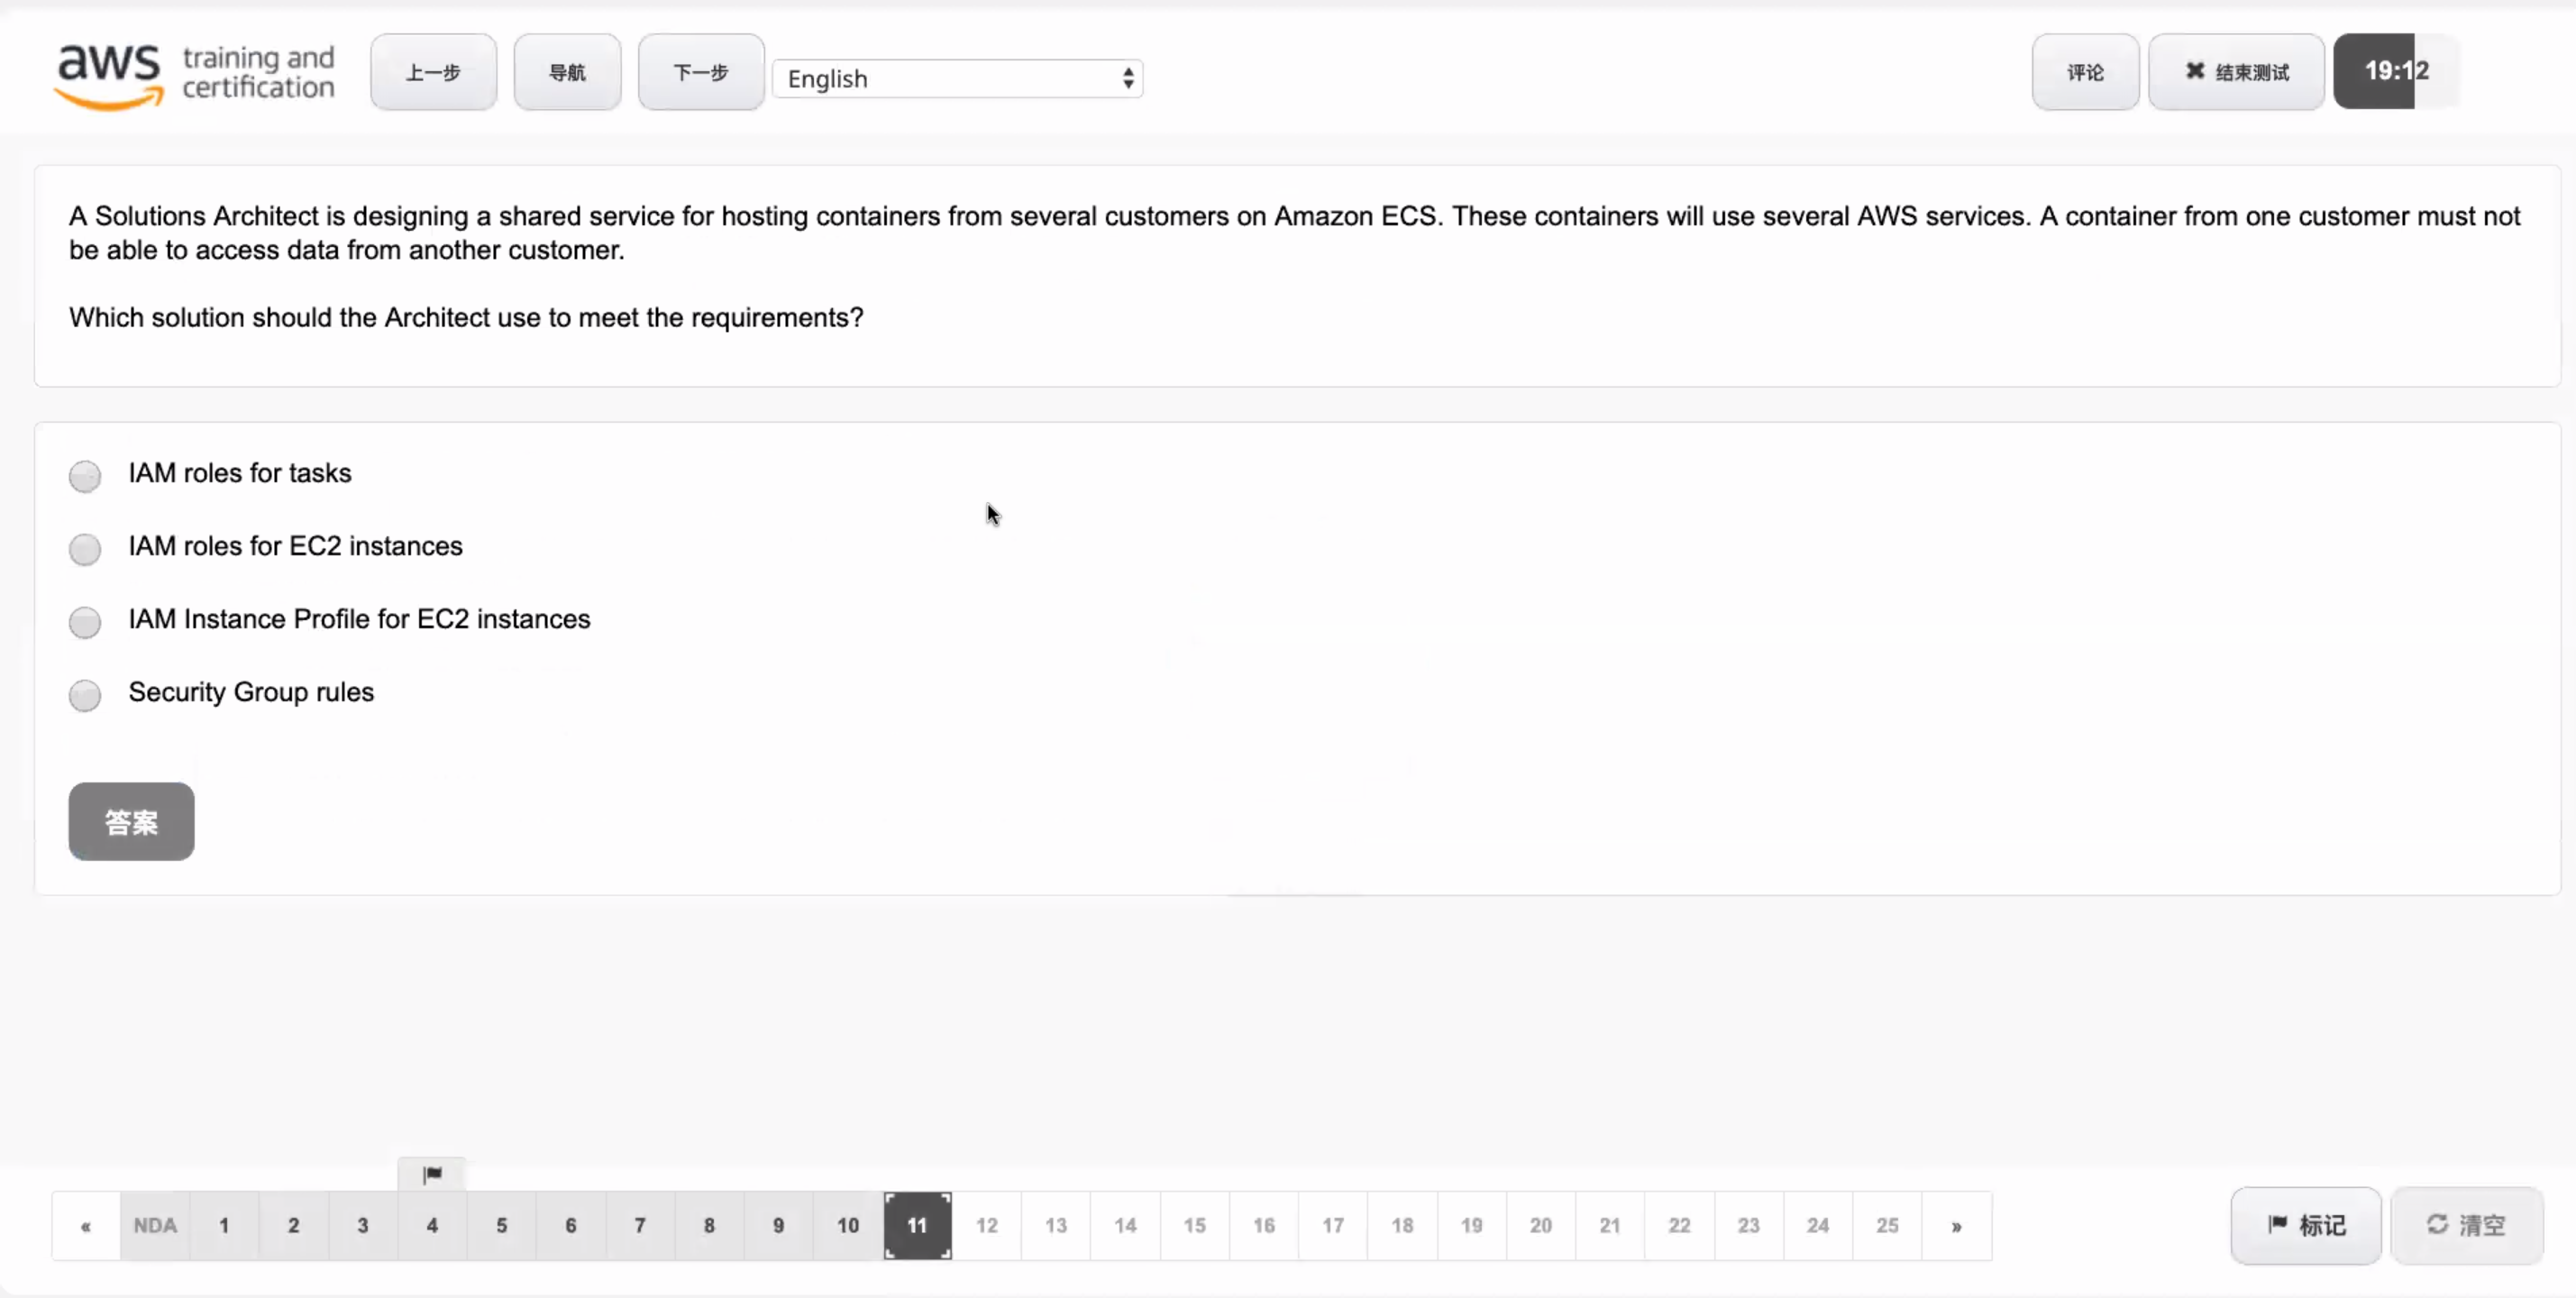 aws training and certification
上一步
导航
下一步
English
评论
✖ 结束测试
19:12
A Solutions Architect is designing a shared service for hosting containers from several customers on Amazon ECS. These containers will use several AWS services. A container from one customer must not
be able to access data from another customer.
Which solution should the Architect use to meet the requirements?
IAM roles for tasks
IAM roles for EC2 instances
IAM Instance Profile for EC2 instances
Security Group rules
答案
« NDA 1 2 3 4 5 6 7 8 9 10 11 12 13 14 15 16 17 18 19 20 21 22 23 24 25 »
标记
清空